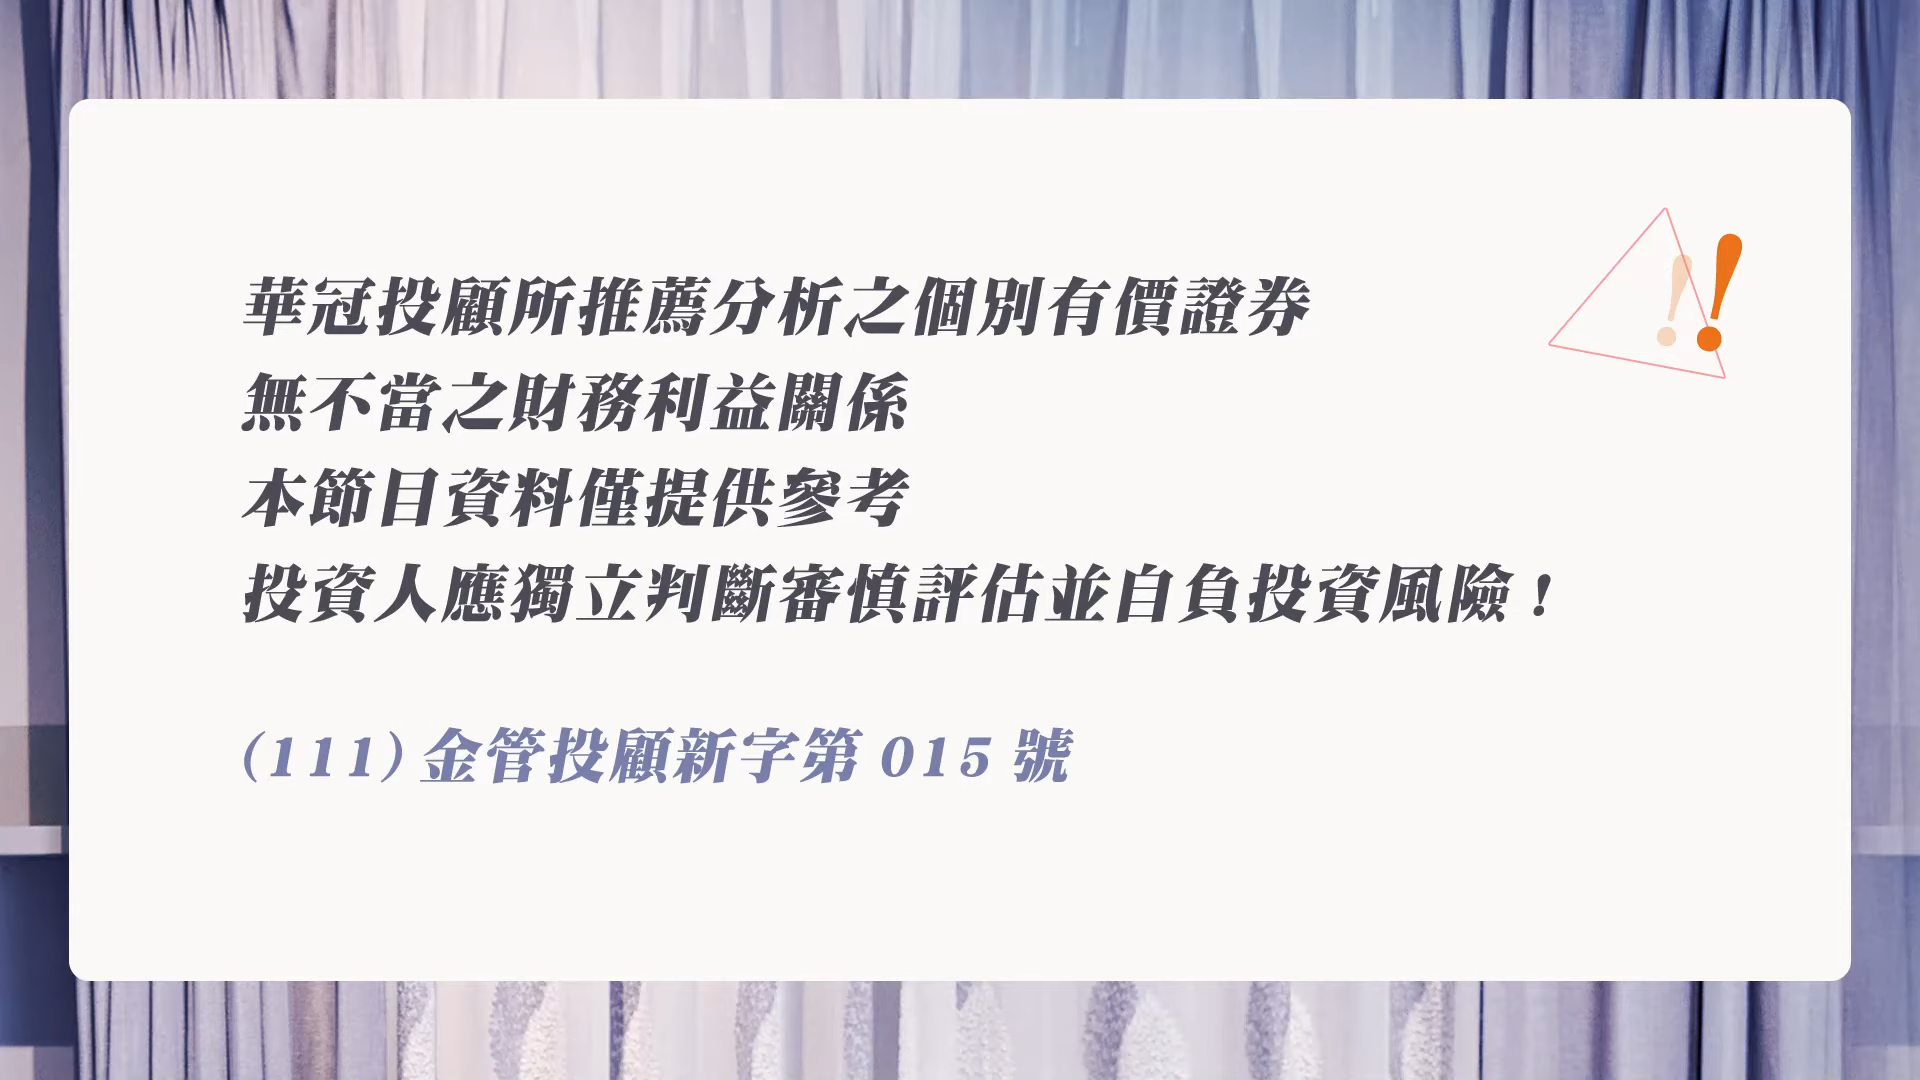 華冠投顧所推薦分析之個別有價證券
無不當之財務利益關係
本節目資料僅提供參考
投資人應獨立判斷審慎評估並自負投資風險！
(111) 金管投顧新字第 015 號